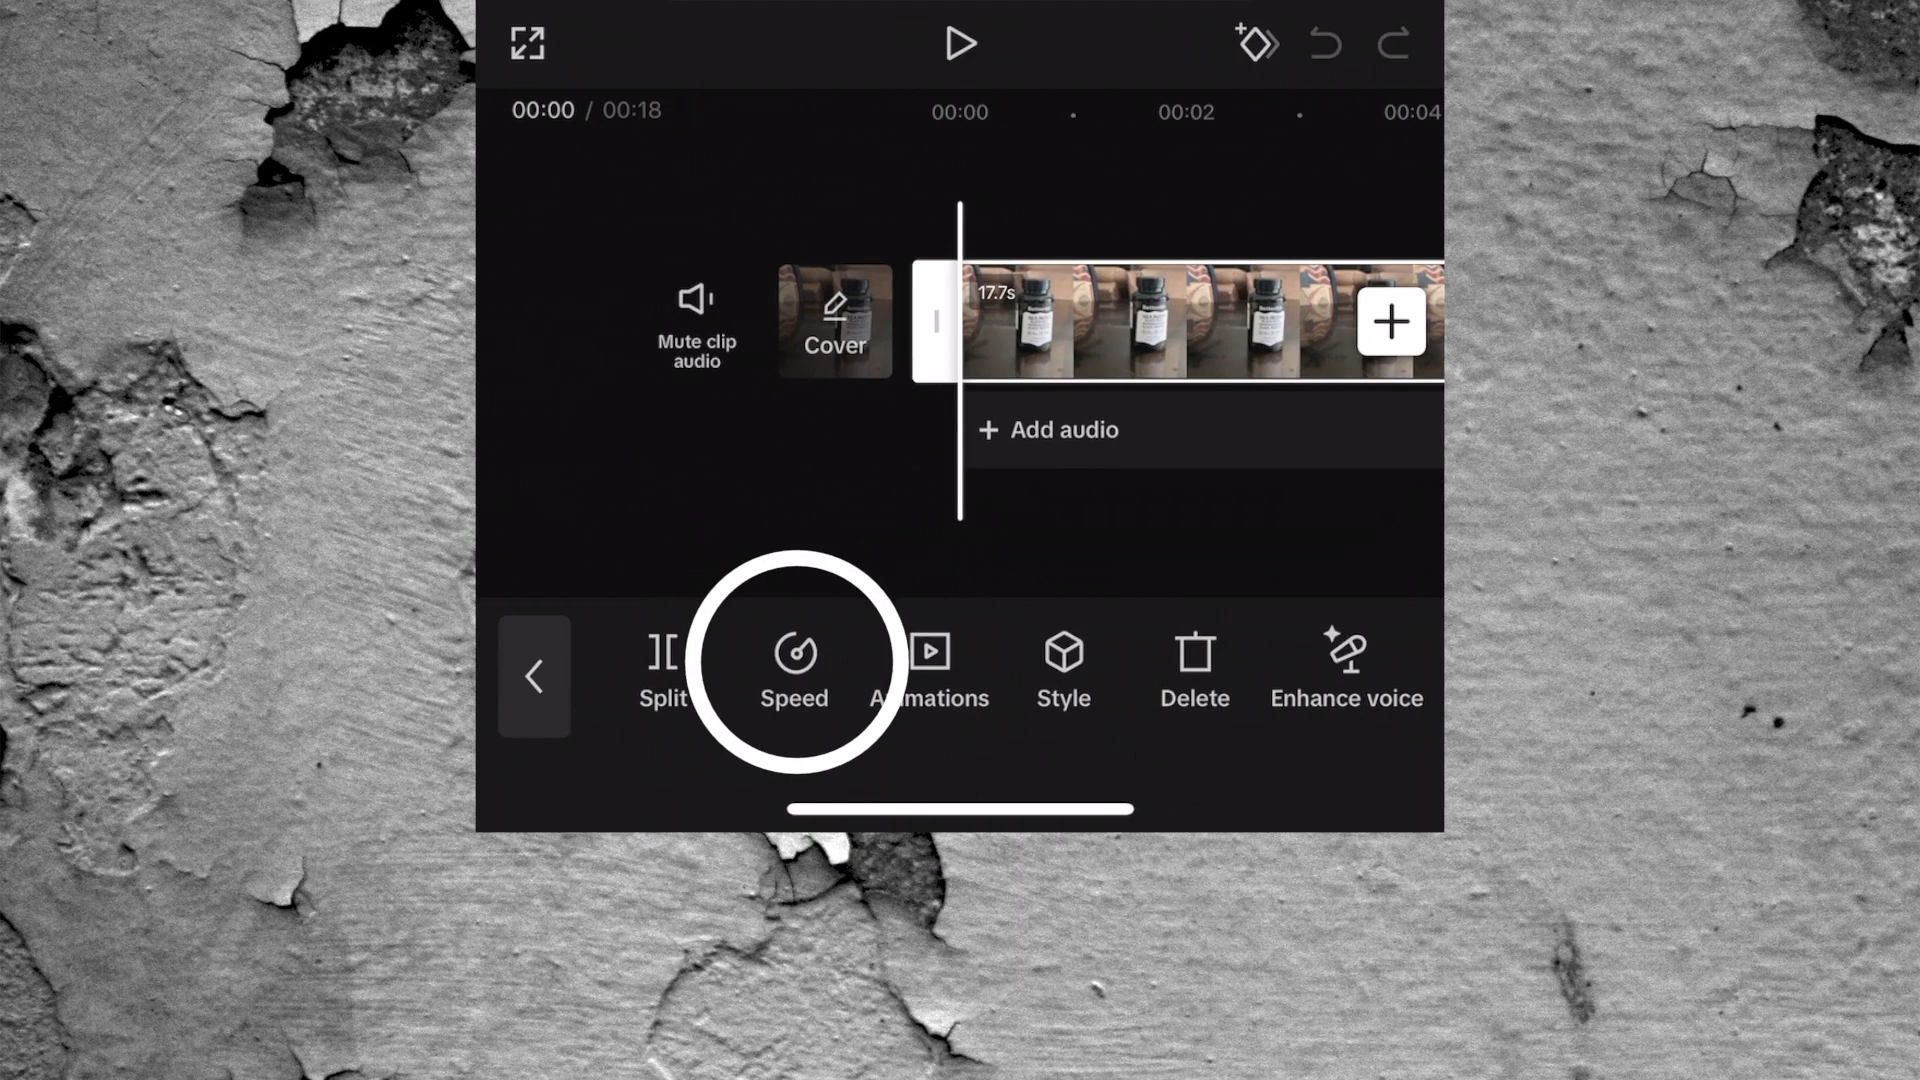 00:00 / 00:18
00:00
00:02
00:04
17.7s
Mute clip
audio
Cover
+ Add audio
Split
Speed
Animations
Style
Delete
Enhance voice